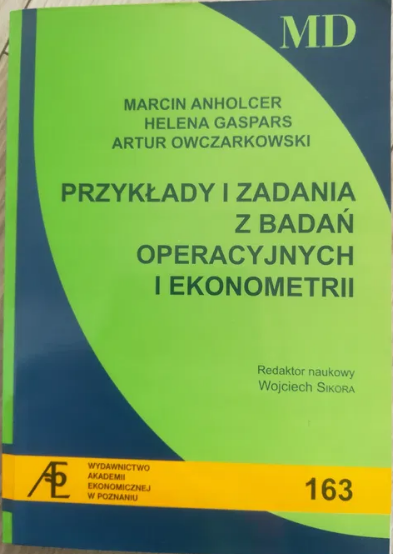 MD
MARCIN ANHOLCER
HELENA GASPARS
ARTUR OWCZARKOWSKI
PRZYKŁADY I ZADANIA
Z BADAŃ
OPERACYJNYCH
I EKONOMETRII
Redaktor naukowy
Wojciech SIKORA
AE
WYDAWNICTWO
AKADEMII
EKONOMICZNEJ
W POZNANIU
163